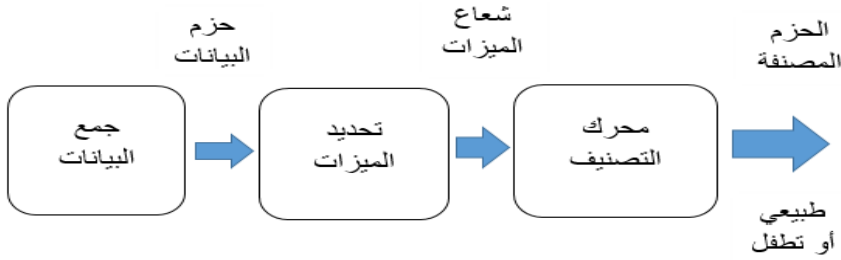 حزم
البيانات
شعاع
الميزات
الحزم
المصنفة
جمع
البيانات
تحديد
الميزات
محرك
التصنيف
طبيعي
أو تطفل